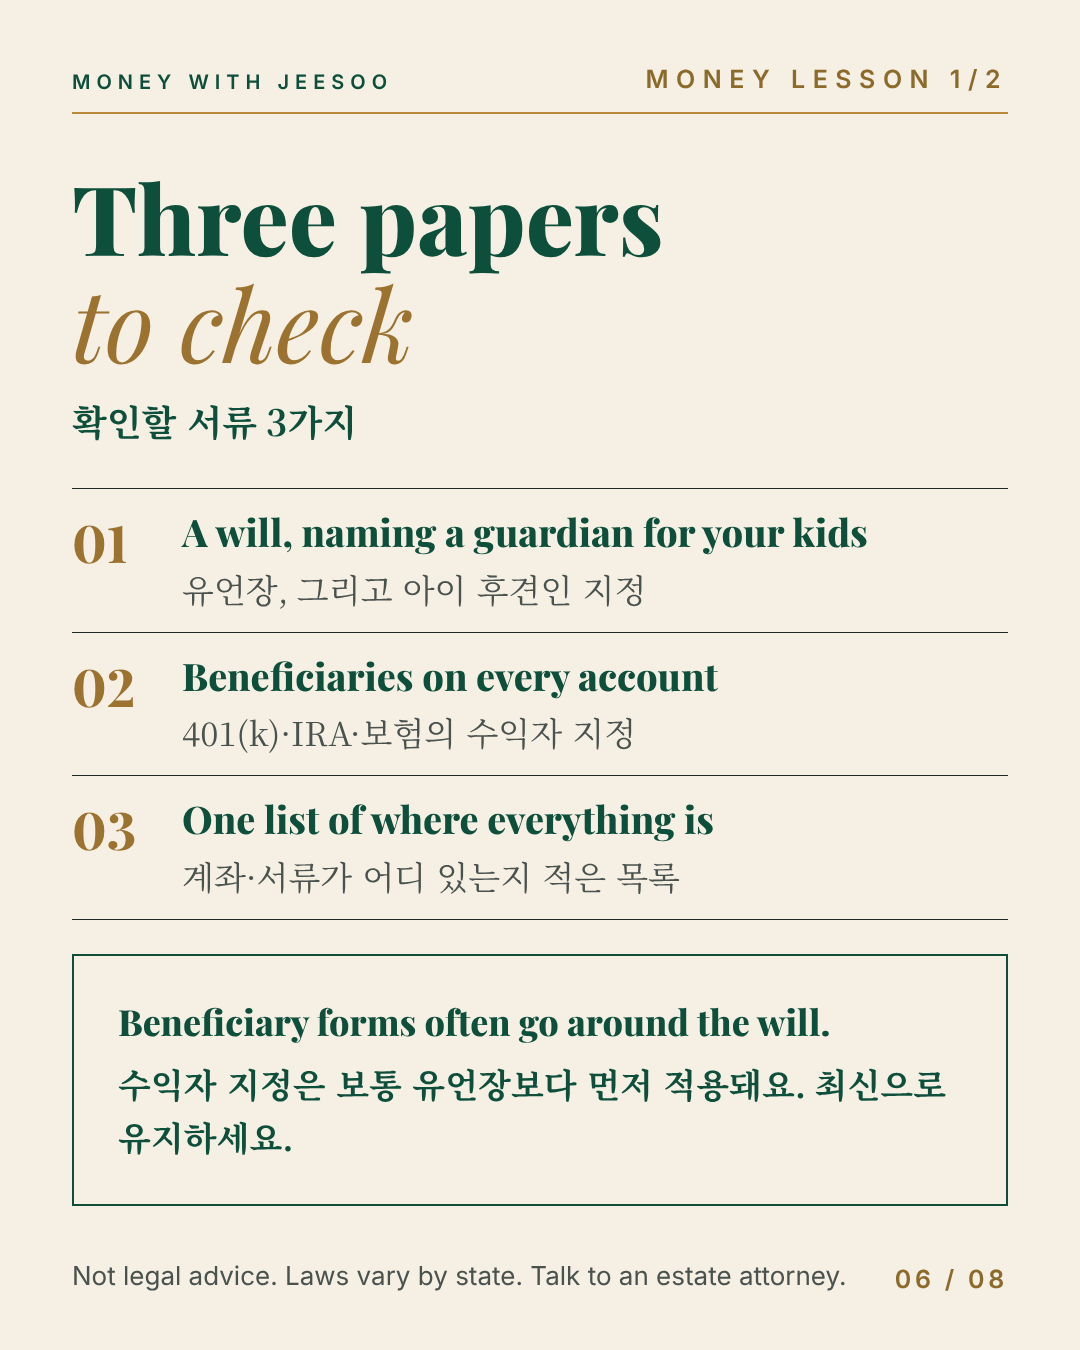 MONEY WITH JEESOO
MONEY LESSON 1/2
Three papers
to check
확인할 서류 3가지
01
A will, naming a guardian for your kids
유언장, 그리고 아이 후견인 지정
02
Beneficiaries on every account
401(k)·IRA·보험의 수익자 지정
03
One list of where everything is
계좌·서류가 어디 있는지 적은 목록
Beneficiary forms often go around the will.
수익자 지정은 보통 유언장보다 먼저 적용돼요. 최신으로
유지하세요.
Not legal advice. Laws vary by state. Talk to an estate attorney.
06 / 08